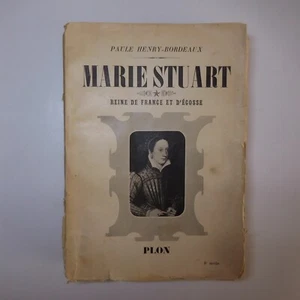 PAULE HENRY-BORDEAUX
MARIE STUART
REINE DE FRANCE ET D'ÉCOSSE
PLON